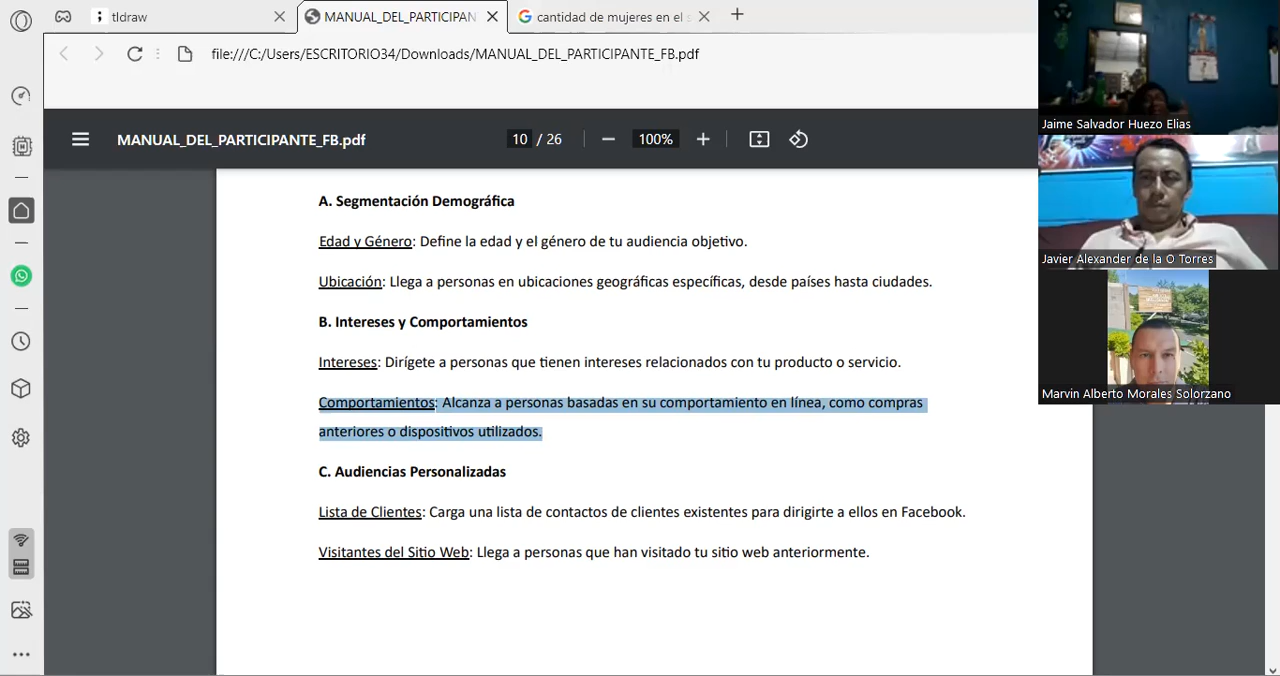 tldraw
MANUAL_DEL_PARTICIPAN
cantidad de mujeres en el s
file:///C:/Users/ESCRITORIO34/Downloads/MANUAL_DEL_PARTICIPANTE_FB.pdf
MANUAL_DEL_PARTICIPANTE_FB.pdf
10 / 26
100%
A. Segmentación Demográfica
Edad y Género: Define la edad y el género de tu audiencia objetivo.
Ubicación: Llega a personas en ubicaciones geográficas específicas, desde países hasta ciudades.
B. Intereses y Comportamientos
Intereses: Dirígete a personas que tienen intereses relacionados con tu producto o servicio.
Comportamientos: Alcanza a personas basadas en su comportamiento en línea, como compras
anteriores o dispositivos utilizados.
C. Audiencias Personalizadas
Lista de Clientes: Carga una lista de contactos de clientes existentes para dirigirte a ellos en Facebook.
Visitantes del Sitio Web: Llega a personas que han visitado tu sitio web anteriormente.
Jaime Salvador Huezo Elias
Javier Alexander de la O Torres
Marvin Alberto Morales Solorzano